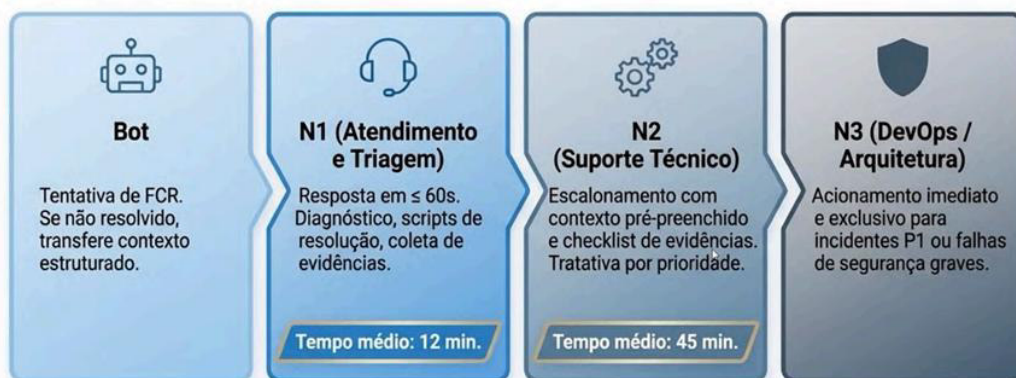 Bot
Tentativa de FCR.
Se não resolvido,
transfere contexto
estruturado.
N1 (Atendimento
e Triagem)
Resposta em ≤ 60s.
Diagnóstico, scripts de
resolução, coleta de
evidências.
Tempo médio: 12 min.
N2
(Suporte Técnico)
Escalonamento com
contexto pré-preenchido
e checklist de evidências.
Tratativa por prioridade.
Tempo médio: 45 min.
N3 (DevOps /
Arquitetura)
Acionamento imediato
e exclusivo para
incidentes P1 ou falhas
de segurança graves.